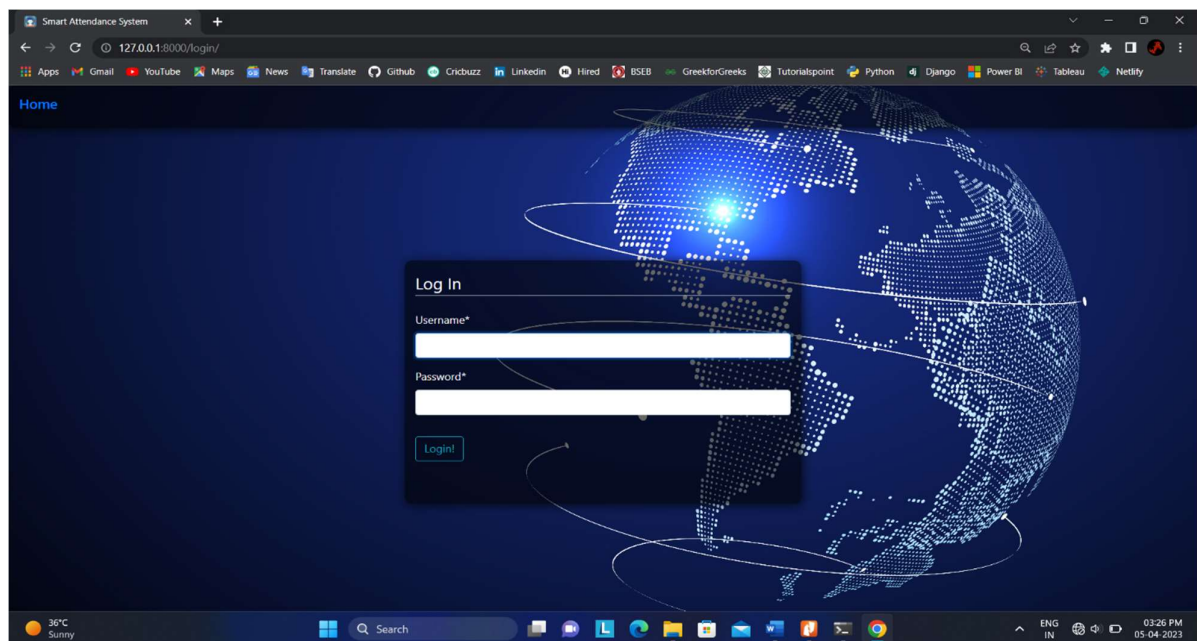 Smart Attendance System
127.0.0.1:8000/login/
Apps Gmail YouTube Maps News Translate Github Cricbuzz Linkedin Hired BSEB GreekforGreeks Tutorialspoint Python Django Power BI Tableau Netlify
Home
Log In
Username*
Password*
Login!
36°C
Sunny
Search
ENG
IN
03:26 PM
05-04-2023